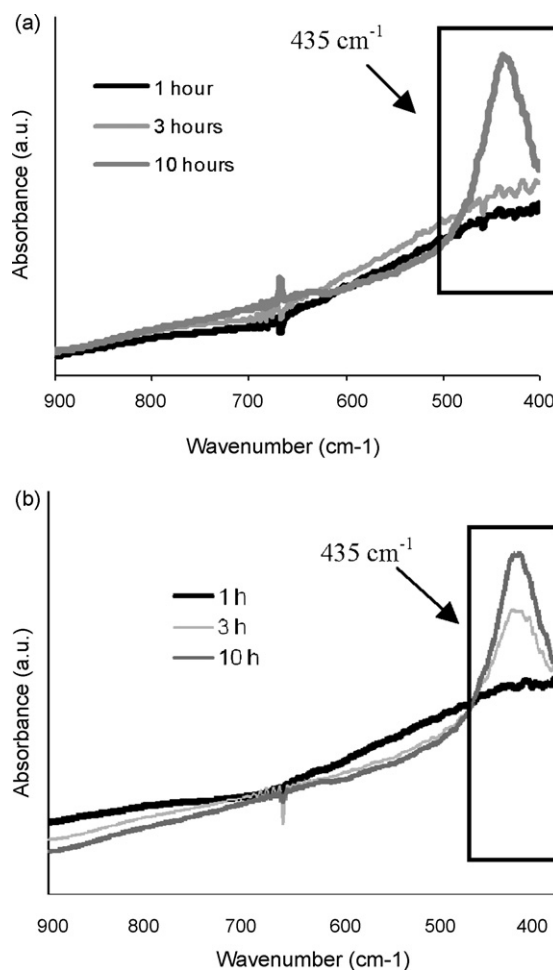 (a)
435 cm⁻¹
1 hour
3 hours
10 hours
Absorbance (a.u.)
900 800 700 600 500 400
Wavenumber (cm-1)
(b)
435 cm⁻¹
1 h
3 h
10 h
Absorbance (a.u.)
900 800 700 600 500 400
Wavenumber (cm-1)